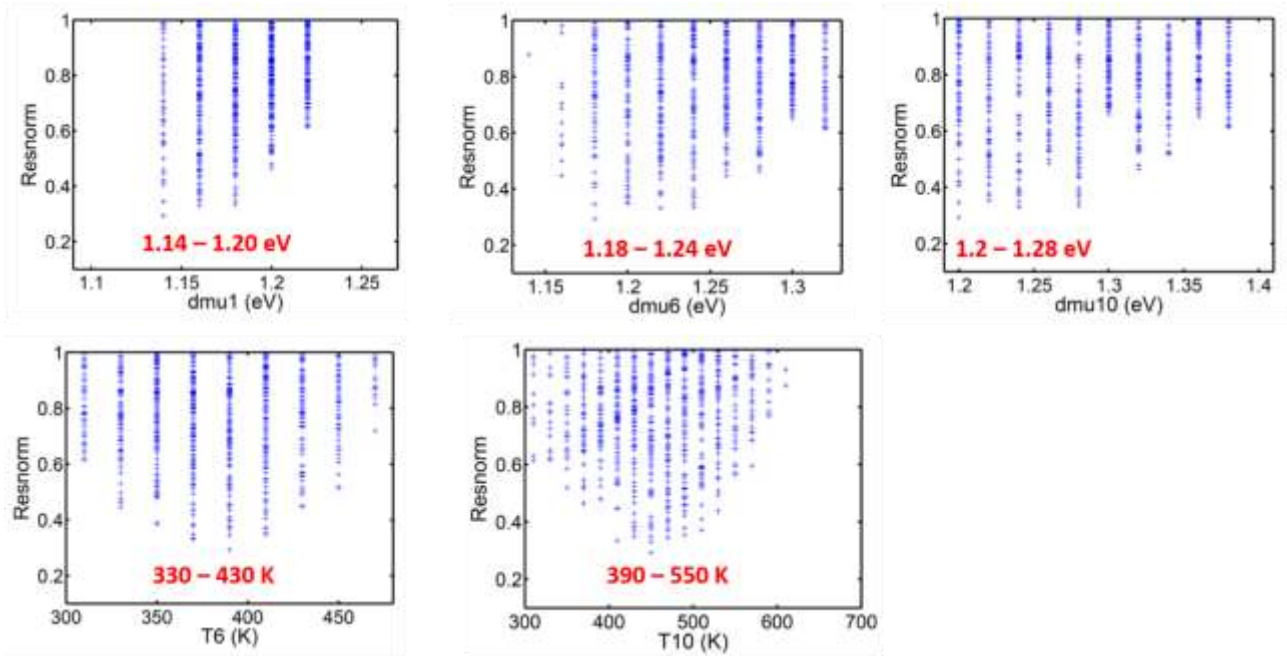 1
0.8
0.6
0.4
0.2
Resnorm
1.14 – 1.20 eV
1.1 1.15 1.2 1.25
dmu1 (eV)
1
0.8
0.6
0.4
0.2
Resnorm
1.18 – 1.24 eV
1.15 1.2 1.25 1.3
dmu6 (eV)
1
0.8
0.6
0.4
0.2
Resnorm
1.2 – 1.28 eV
1.2 1.25 1.3 1.35 1.4
dmu10 (eV)
1
0.8
0.6
0.4
0.2
Resnorm
330 – 430 K
300 350 400 450
T6 (K)
1
0.8
0.6
0.4
0.2
Resnorm
390 – 550 K
300 400 500 600 700
T10 (K)